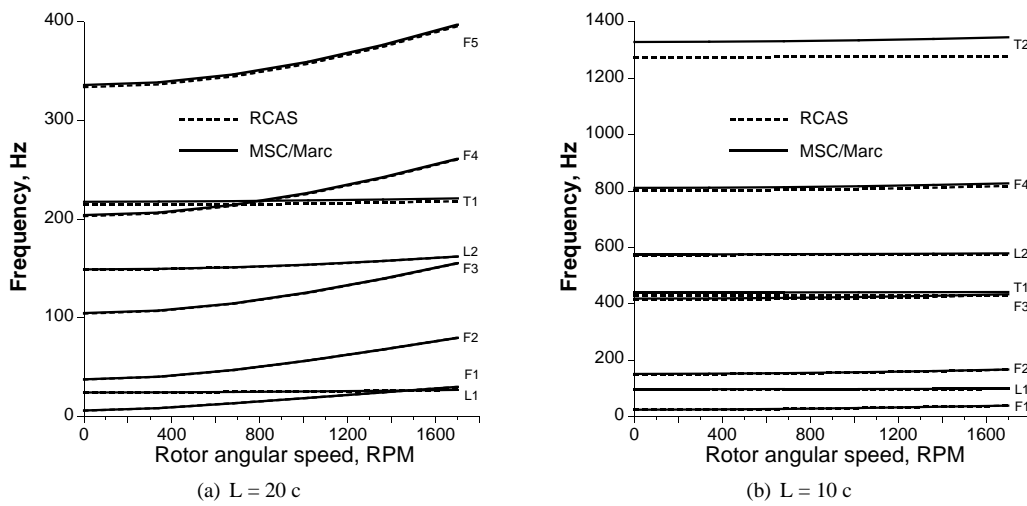 400
300
200
100
0
Frequency, Hz
RCAS
MSC/Marc
F5
F4
T1
L2
F3
F2
F1
L1
0 400 800 1200 1600
Rotor angular speed, RPM
(a) L = 20 c
1400
1200
1000
800
600
400
200
0
Frequency, Hz
RCAS
MSC/Marc
T2
F4
L2
T1
F3
F2
L1
F1
0 400 800 1200 1600
Rotor angular speed, RPM
(b) L = 10 c